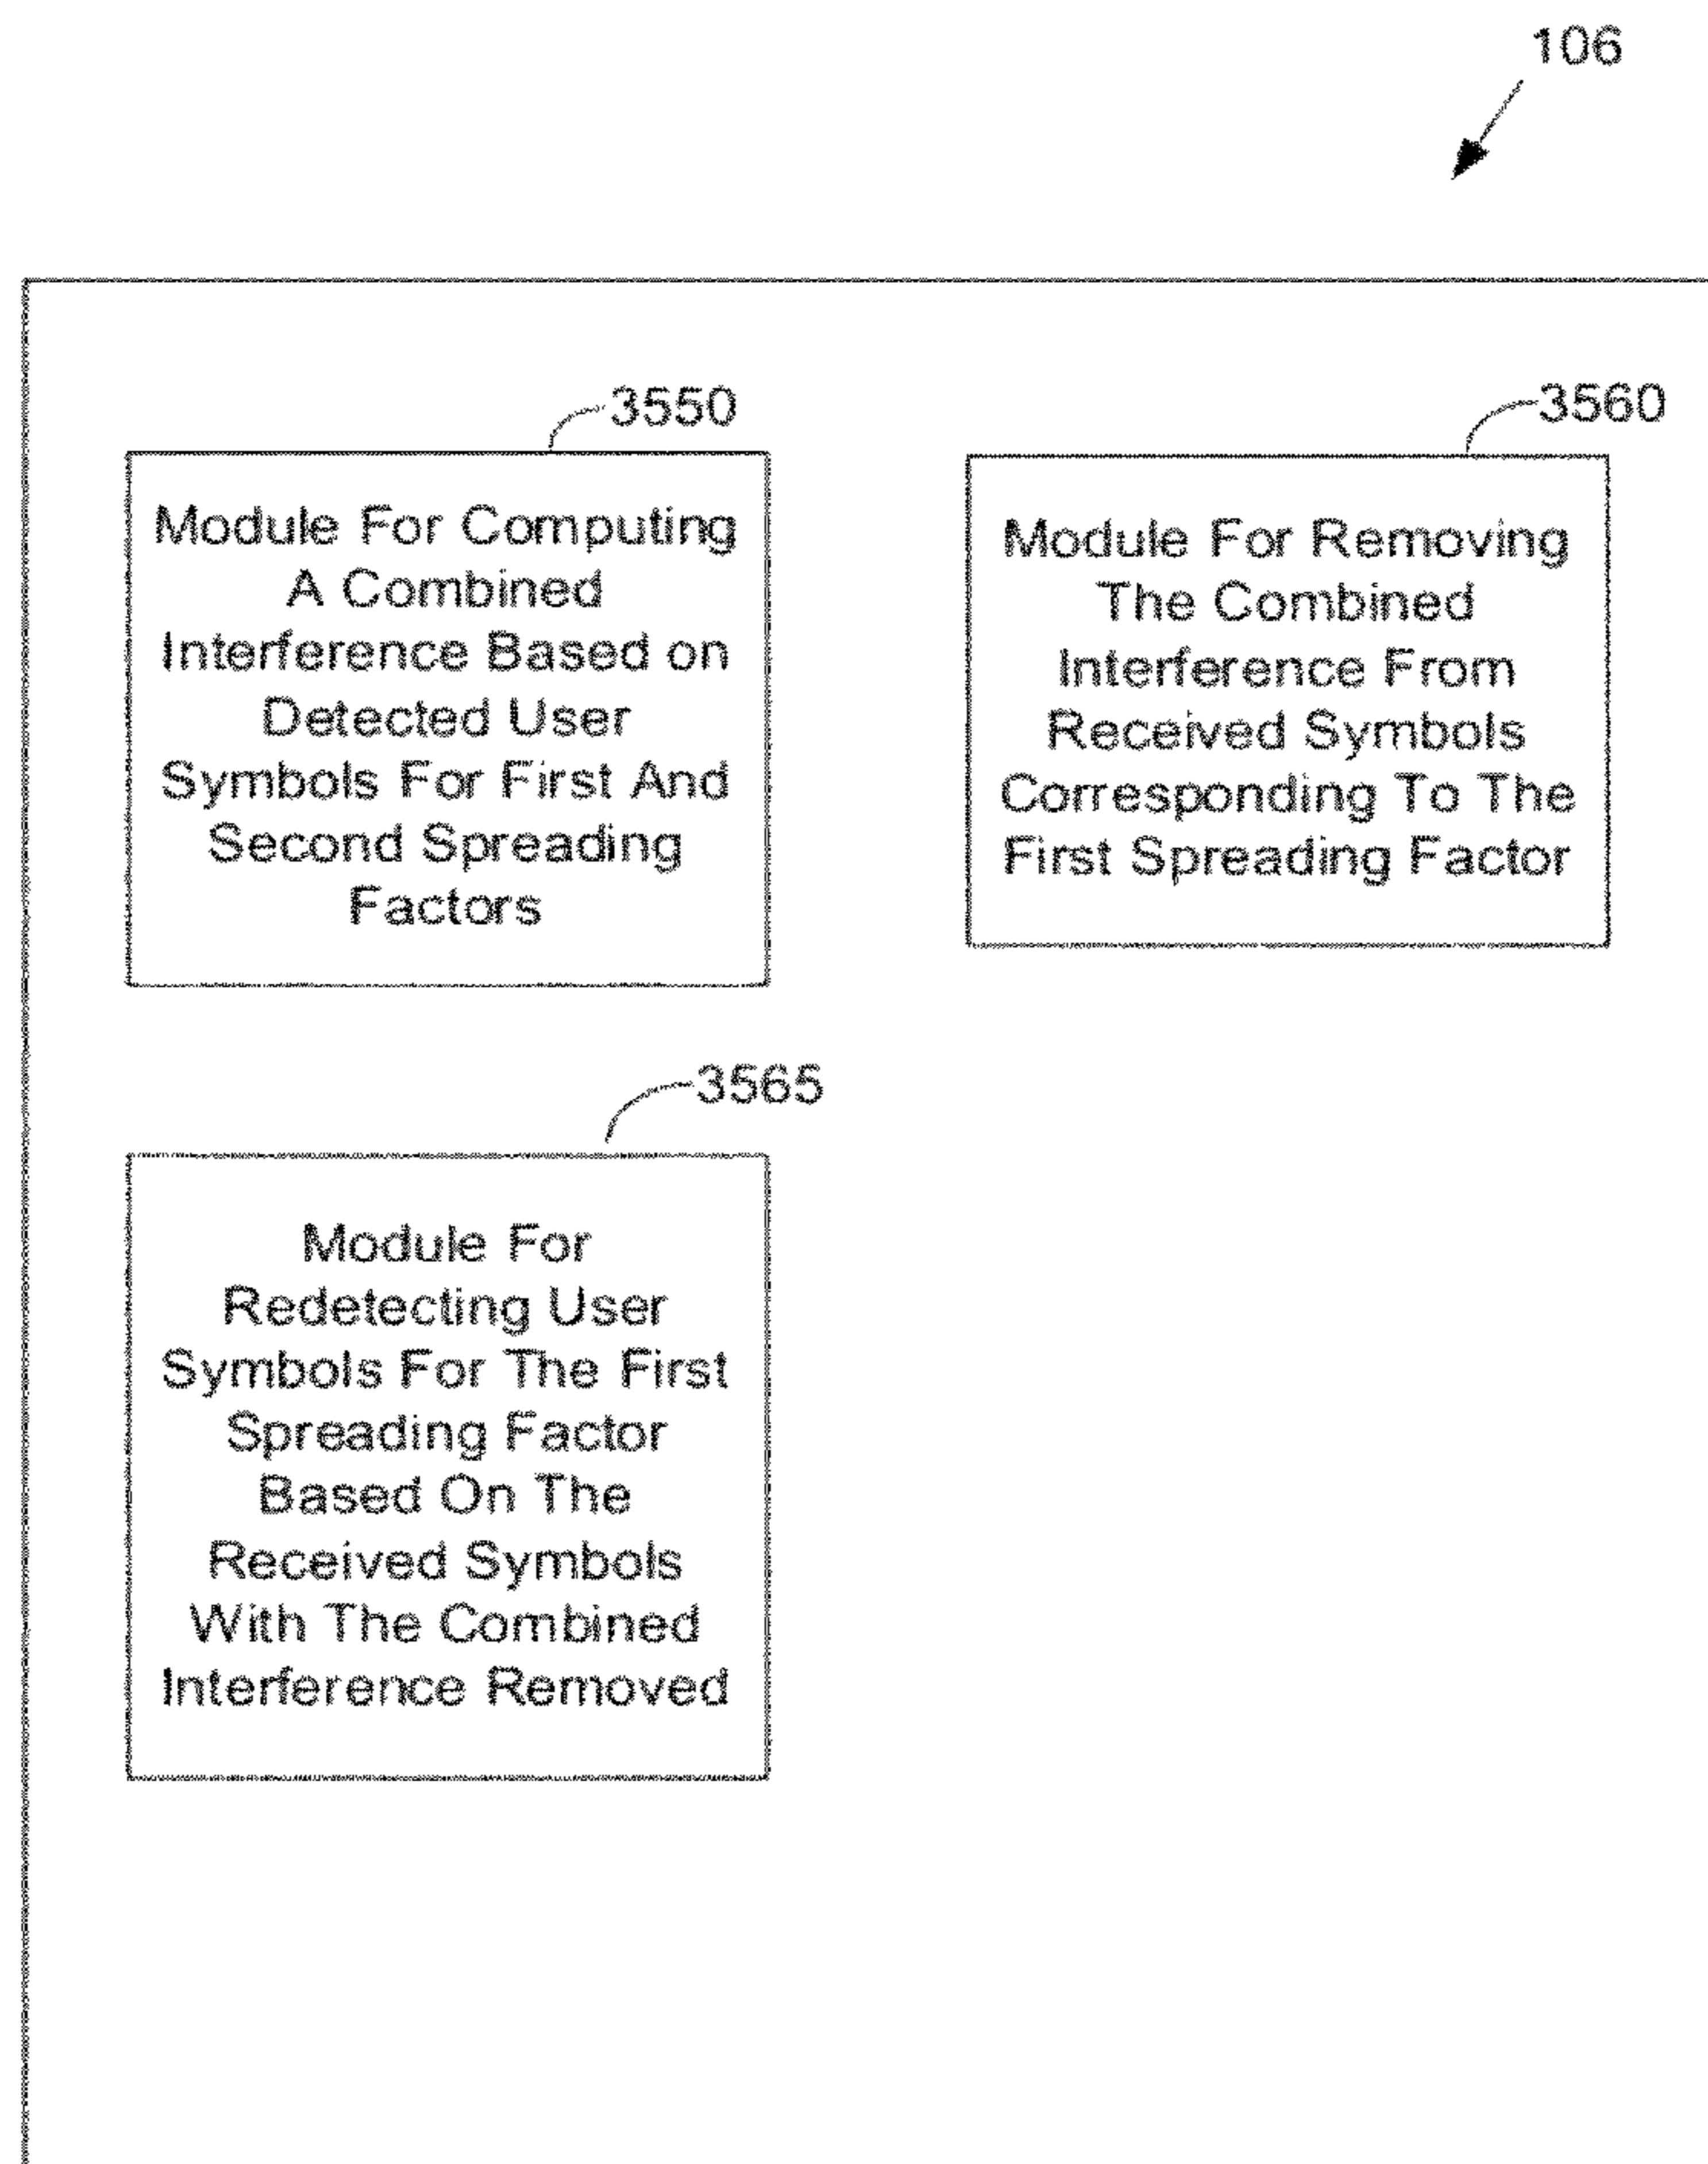 106
3550
Module For Computing
A Combined
Interference Based on
Detected User
Symbols For First And
Second Spreading
Factors
3560
Module For Removing
The Combined
Interference From
Received Symbols
Corresponding To The
First Spreading Factor
3565
Module For
Redetecting User
Symbols For The First
Spreading Factor
Based On The
Received Symbols
With The Combined
Interference Removed